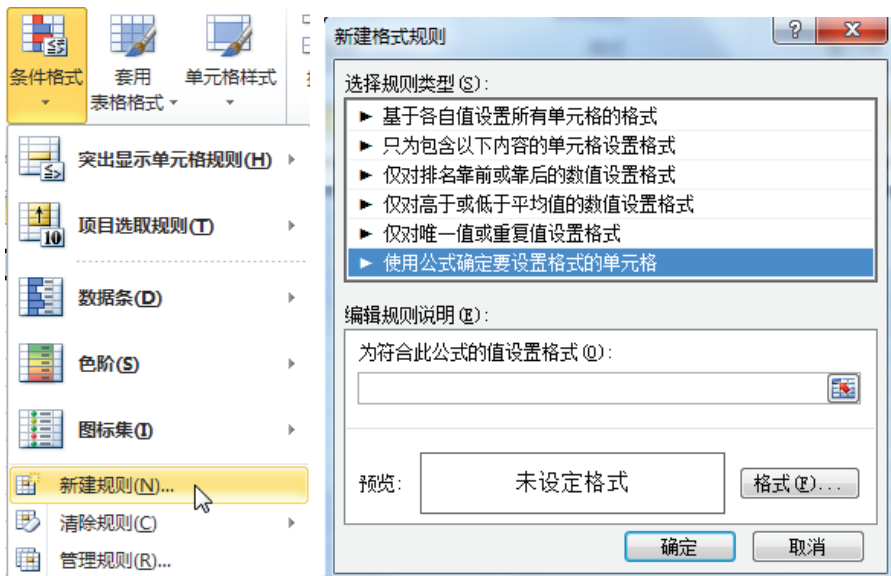 条件格式
套用
表格格式
单元格样式
突出显示单元格规则(H)
10 项目选取规则(T)
数据条(D)
色阶(S)
图标集(I)
新建规则(N)...
清除规则(C)
管理规则(R)...
新建格式规则
选择规则类型(S):
► 基于各自值设置所有单元格的格式
► 只为包含以下内容的单元格设置格式
► 仅对排名靠前或靠后的数值设置格式
► 仅对高于或低于平均值的数值设置格式
► 仅对唯一值或重复值设置格式
► 使用公式确定要设置格式的单元格
编辑规则说明(E):
为符合此公式的值设置格式(O):
预览:
未设定格式
格式(F)...
确定
取消